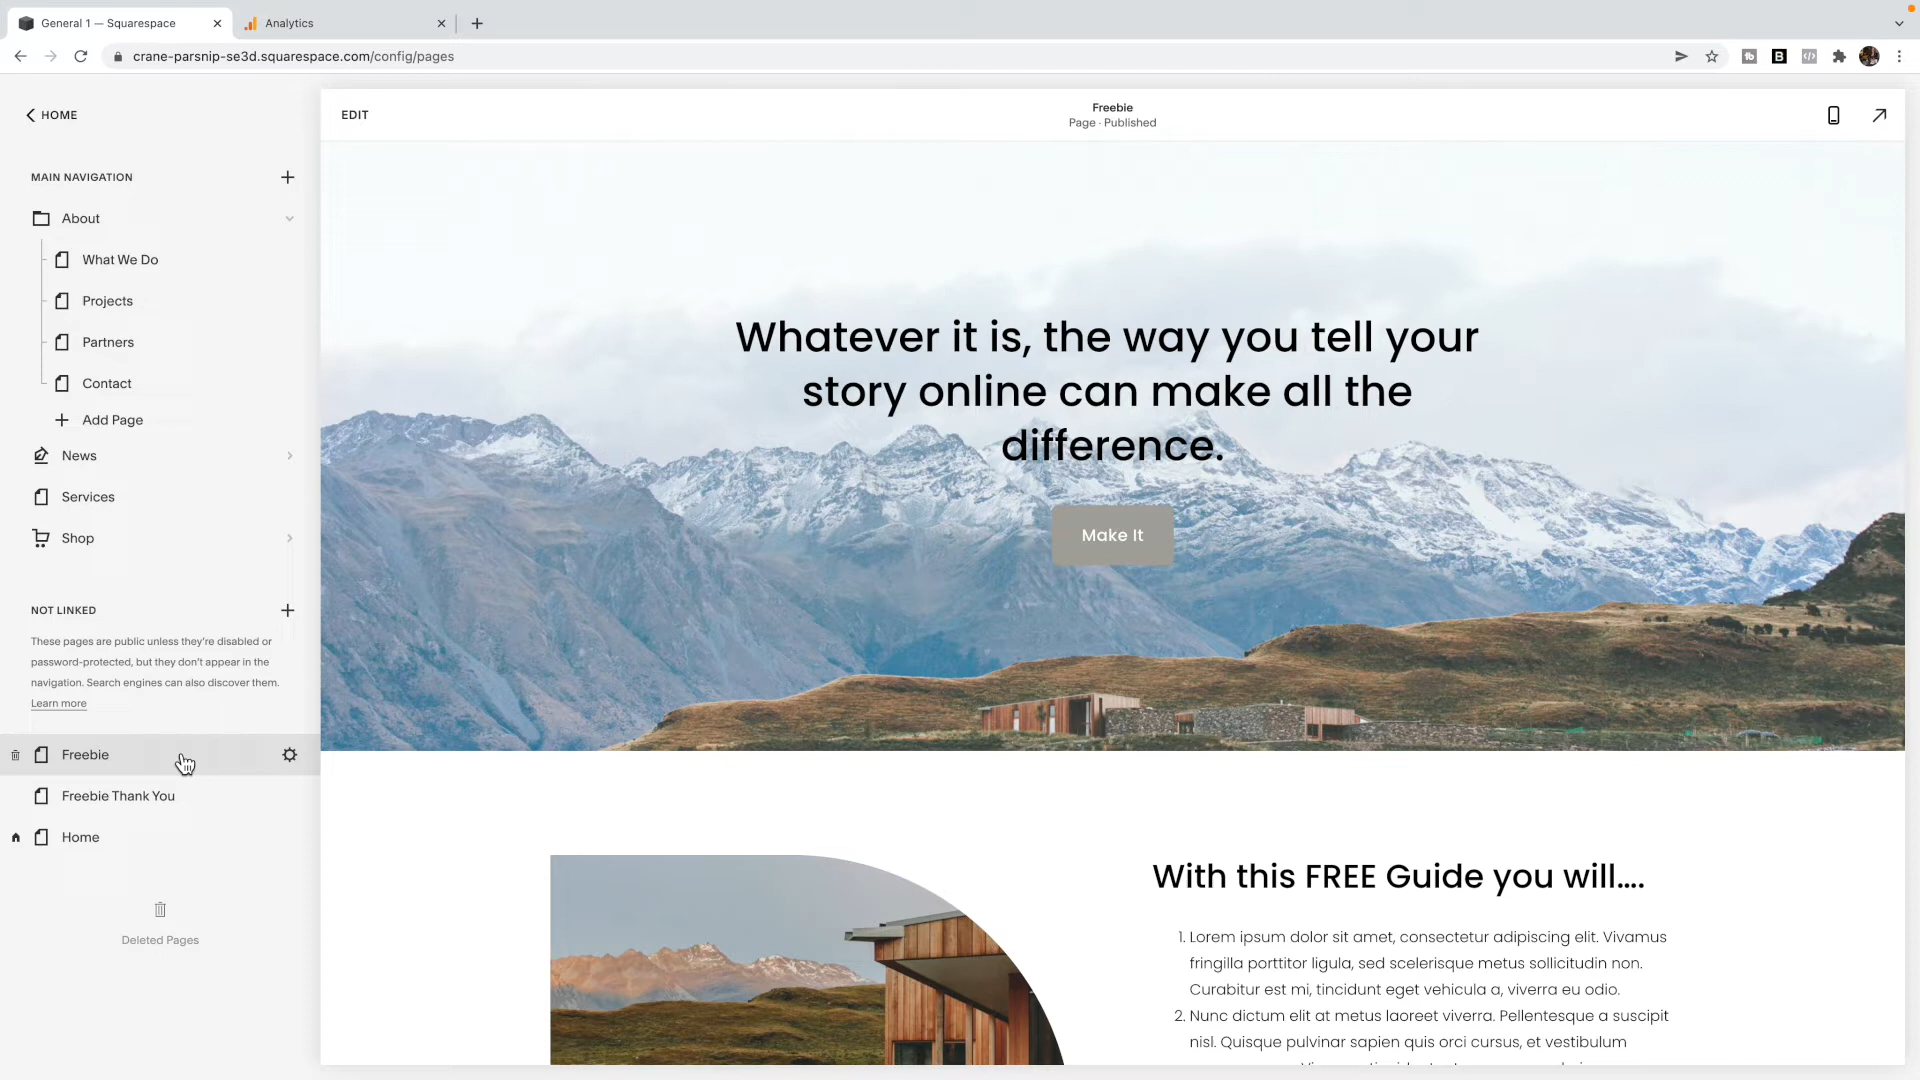 General 1 — Squarespace
Analytics
crane-parsnip-se3d.squarespace.com/config/pages
HOME
EDIT
Freebie
Page · Published
MAIN NAVIGATION
About
What We Do
Projects
Partners
Contact
Add Page
News
Services
Shop
NOT LINKED
These pages are public unless they're disabled or
password-protected, but they don't appear in the
navigation. Search engines can also discover them.
Learn more
Freebie
Freebie Thank You
Home
Deleted Pages
Whatever it is, the way you tell your
story online can make all the
difference.
Make It
With this FREE Guide you will....
1. Lorem ipsum dolor sit amet, consectetur adipiscing elit. Vivamus
fringilla porttitor ligula, sed scelerisque metus sollicitudin non.
Curabitur est mi, tincidunt eget vehicula a, viverra eu odio.
2. Nunc dictum elit at metus laoreet viverra. Pellentesque a suscipit
nisl. Quisque pulvinar sapien quis orci cursus, et vestibulum